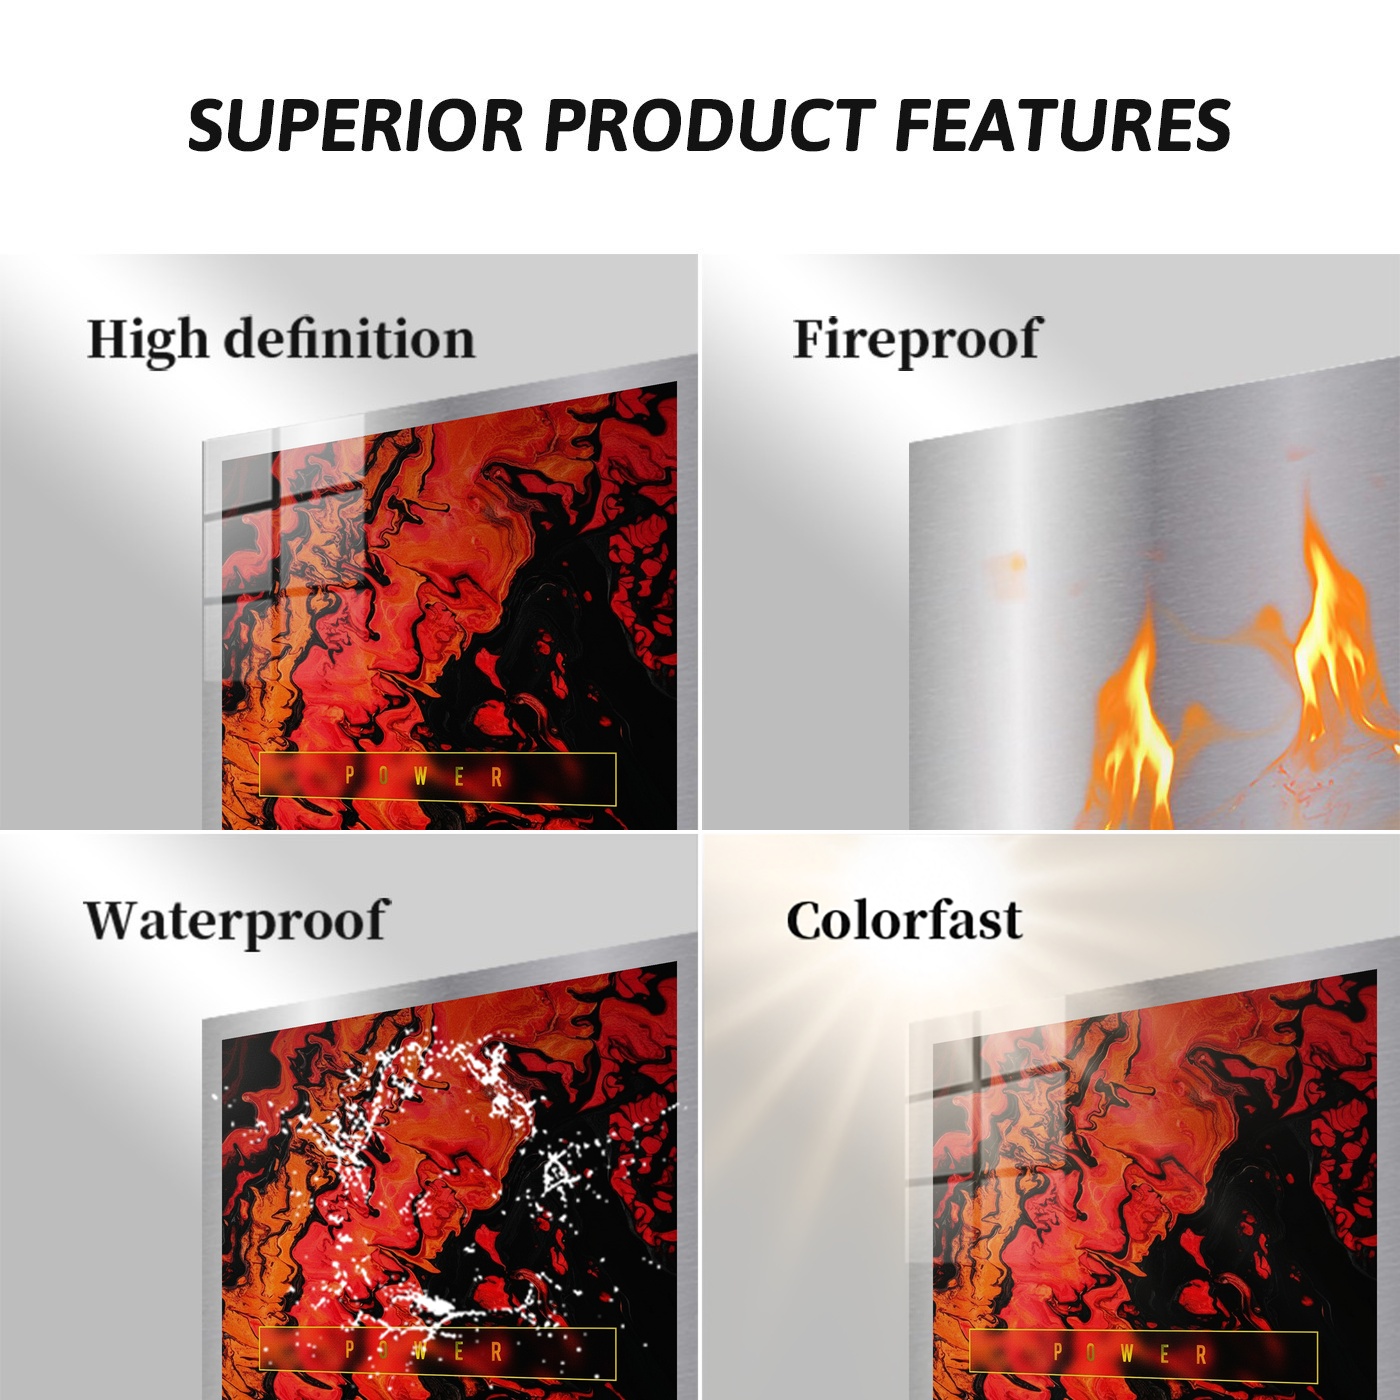 SUPERIOR PRODUCT FEATURES
High definition
Fireproof
POWER
Waterproof
Colorfast
POWER
POWER